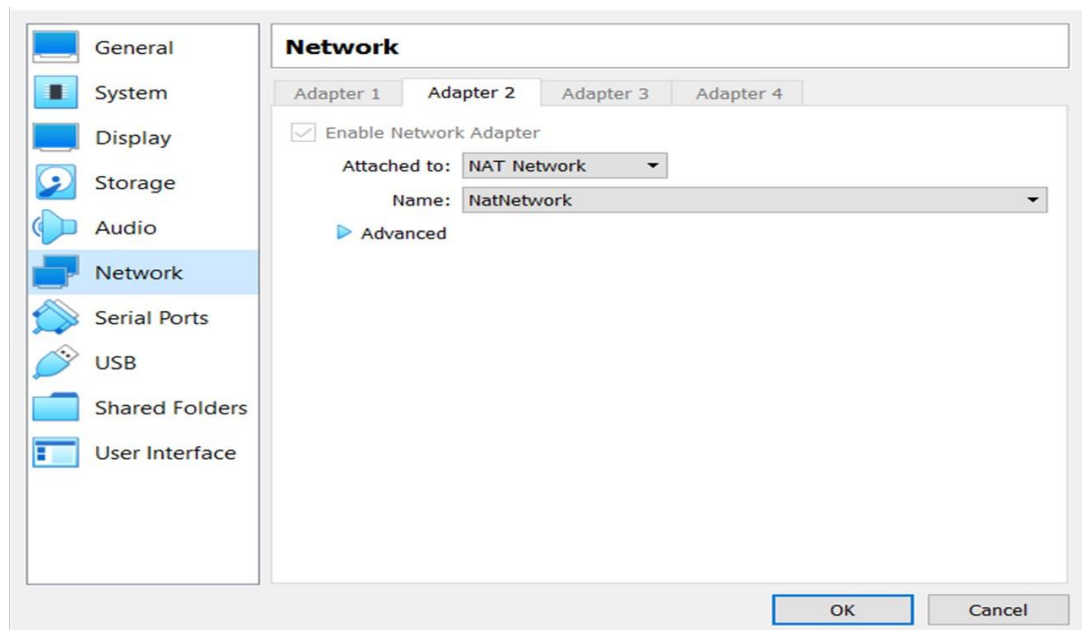 General
System
Display
Storage
Audio
Network
Serial Ports
USB
Shared Folders
User Interface
Network
Adapter 1 Adapter 2 Adapter 3 Adapter 4
Enable Network Adapter
Attached to: NAT Network
Name: NatNetwork
Advanced
OK Cancel